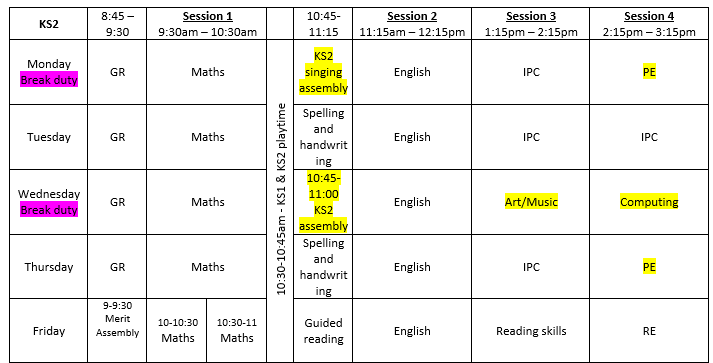 KS2
8:45 –
9:30
Session 1
9:30am – 10:30am
10:45-
11:15
Session 2
11:15am – 12:15pm
Session 3
1:15pm – 2:15pm
Session 4
2:15pm – 3:15pm
Monday
Break duty
GR
Maths
10:30-10:45am - KS1 & KS2 playtime
KS2
singing
assembly
English
IPC
PE
Tuesday
GR
Maths
Spelling
and
handwrit
ing
English
IPC
IPC
Wednesday
Break duty
GR
Maths
10:45-
11:00
KS2
assembly
English
Art/Music
Computing
Thursday
GR
Maths
Spelling
and
handwrit
ing
English
IPC
PE
Friday
9-9:30
Merit
Assembly
10-10:30
Maths
10:30-11
Maths
Guided
reading
English
Reading skills
RE